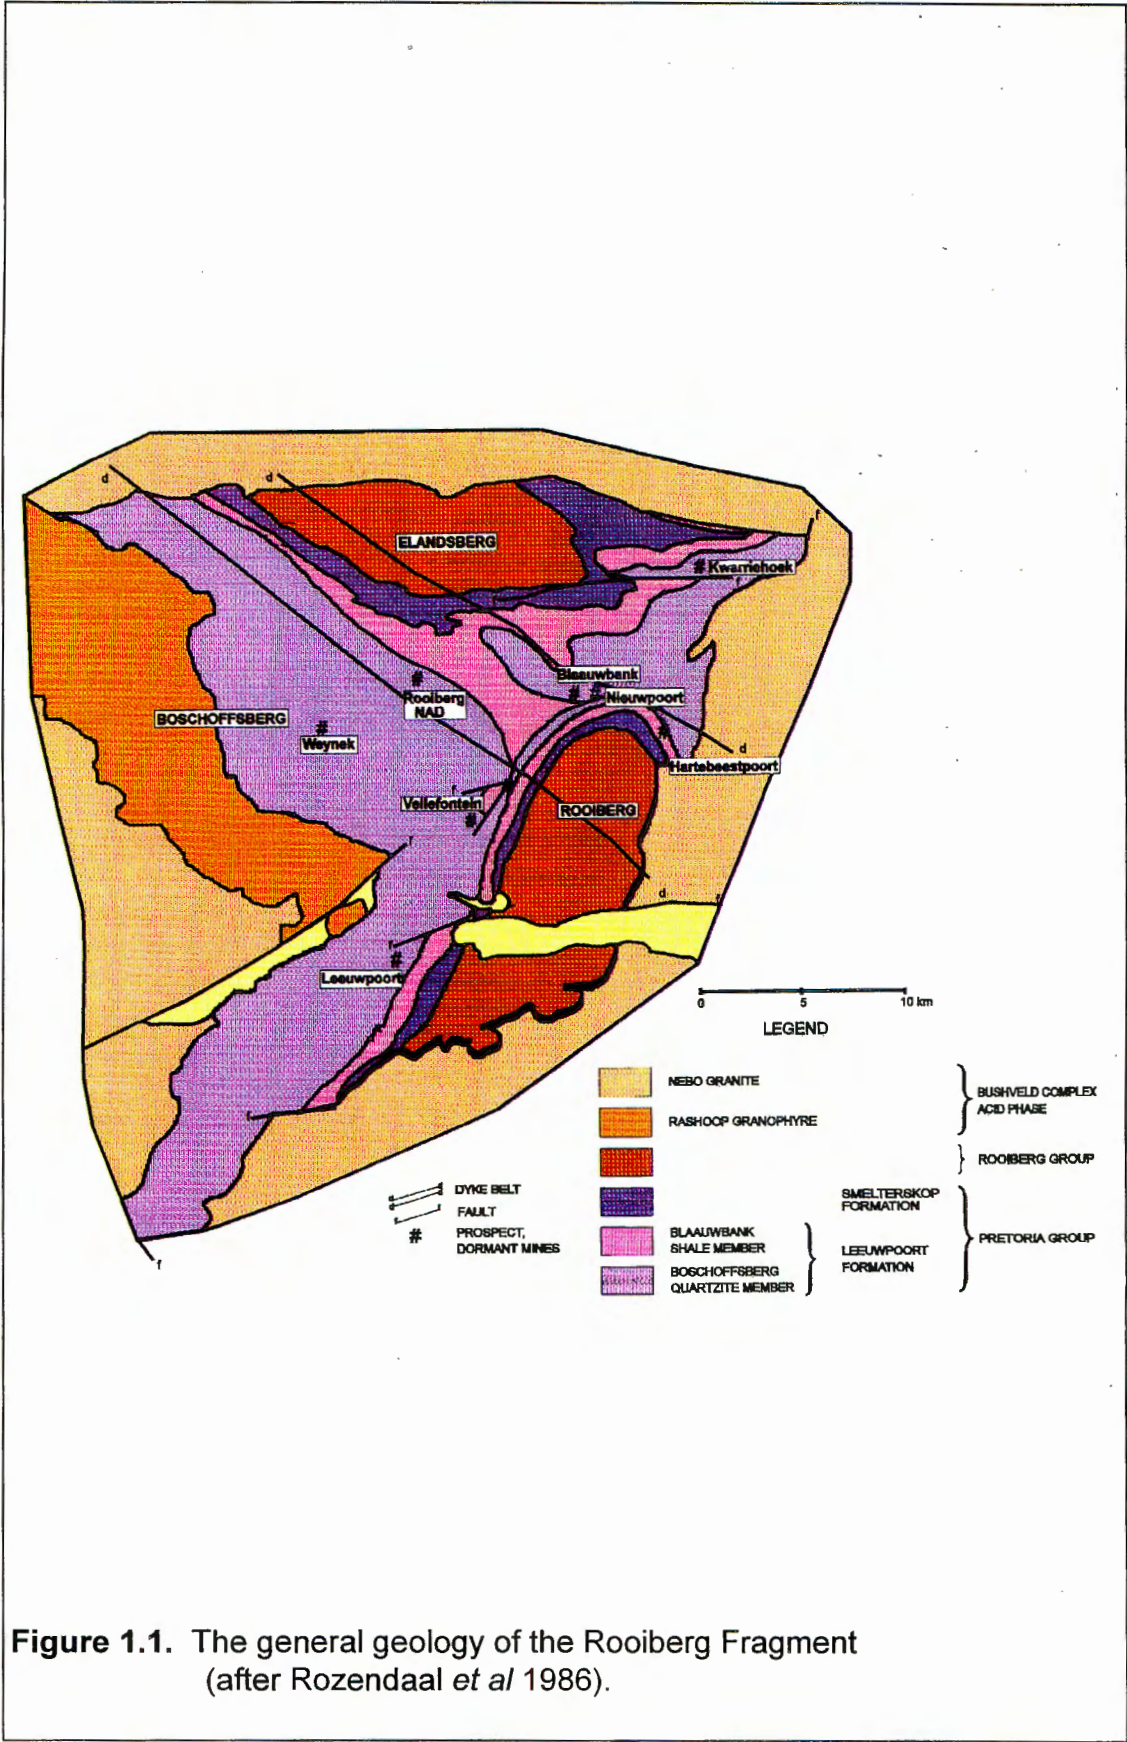 d
d
f
ELANDSBERG
# Kwarriehoek
f
f
Blaauwbank
#
# #
Rooiberg
NAD
Nieuwpoort
BOSCHOFFSBERG
#
Weynek
#
d
Hartebeestpoort
f
Vellefontein
#
ROOIBERG
f
d
f
f
#
Leeuwpoort
0 5 10 km
LEGEND
NEBO GRANITE
RASHOOP GRANOPHYRE
BUSHVELD COMPLEX
ACID PHASE
ROOIBERG GROUP
SMELTERSKOP
FORMATION
BLAAUWBANK
SHALE MEMBER
BOSCHOFFSBERG
QUARTZITE MEMBER
LEEUWPOORT
FORMATION
PRETORIA GROUP
d d
DYKE BELT
f
FAULT
# PROSPECT,
DORMANT MINES
f
f
Figure 1.1. The general geology of the Rooiberg Fragment
(after Rozendaal et al 1986).